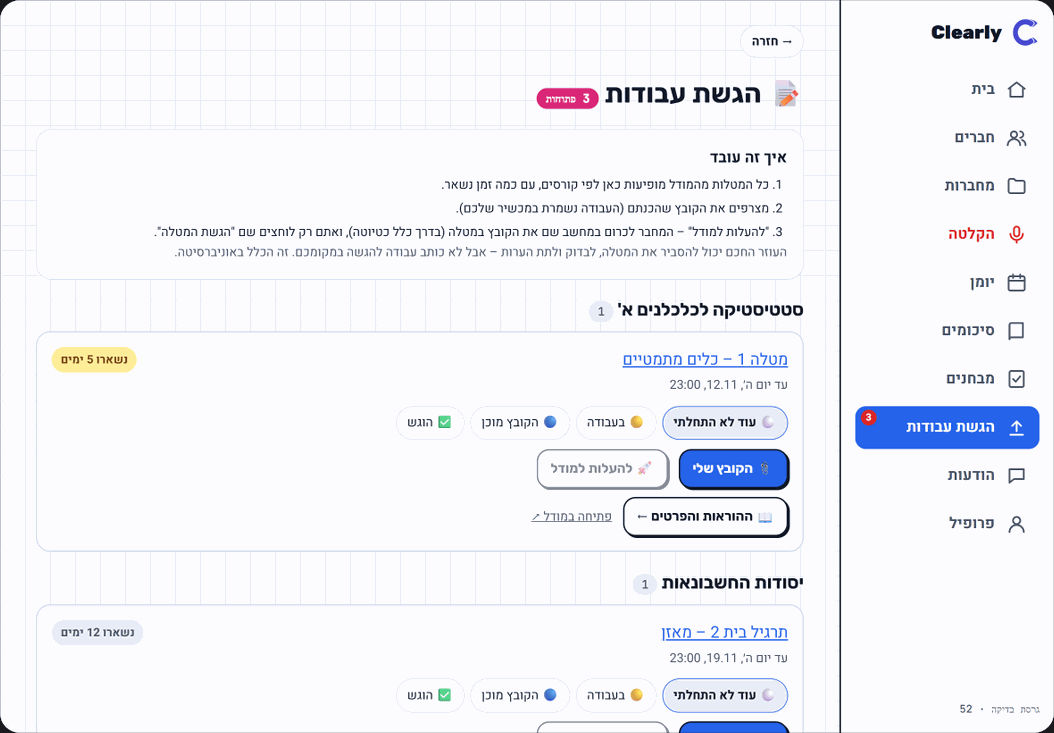 Clearly
בית
חברים
מחברות
הקלטה
יומן
סיכומים
מבחנים
הגשת עבודות 3
הודעות
פרופיל
גרסת בדיקה · 52
→ חזרה
הגשת עבודות 3 פתוחות
איך זה עובד
1. כל המטלות מהמודל מופיעות כאן לפי קורסים, עם כמה זמן נשאר.
2. מצרפים את הקובץ שהכנתם (העבודה נשמרת במכשיר שלכם).
3. "להעלות למודל" – המחבר לכרום במחשב שם את הקובץ במטלה (בדרך כלל כטיוטה), ואתם רק לוחצים שם "הגשת המטלה".
העוזר החכם יכול להסביר את המטלה, לבדוק ולתת הערות – אבל לא כותב עבודה להגשה במקומכם. זה הכלל באוניברסיטה.
סטטיסטיקה לכלכלנים א' 1
מטלה 1 – כלים מתמטיים
נשארו 5 ימים
עד יום ה׳, 12.11, 23:00
עוד לא התחלתי
בעבודה
הקובץ מוכן
הוגש
הקובץ שלי
להעלות למודל
ההוראות והפרטים ←
פתיחה במודל ↗
יסודות החשבונאות 1
תרגיל בית 2 – מאזן
נשארו 12 ימים
עד יום ה׳, 19.11, 23:00
עוד לא התחלתי
בעבודה
הקובץ מוכן
הוגש